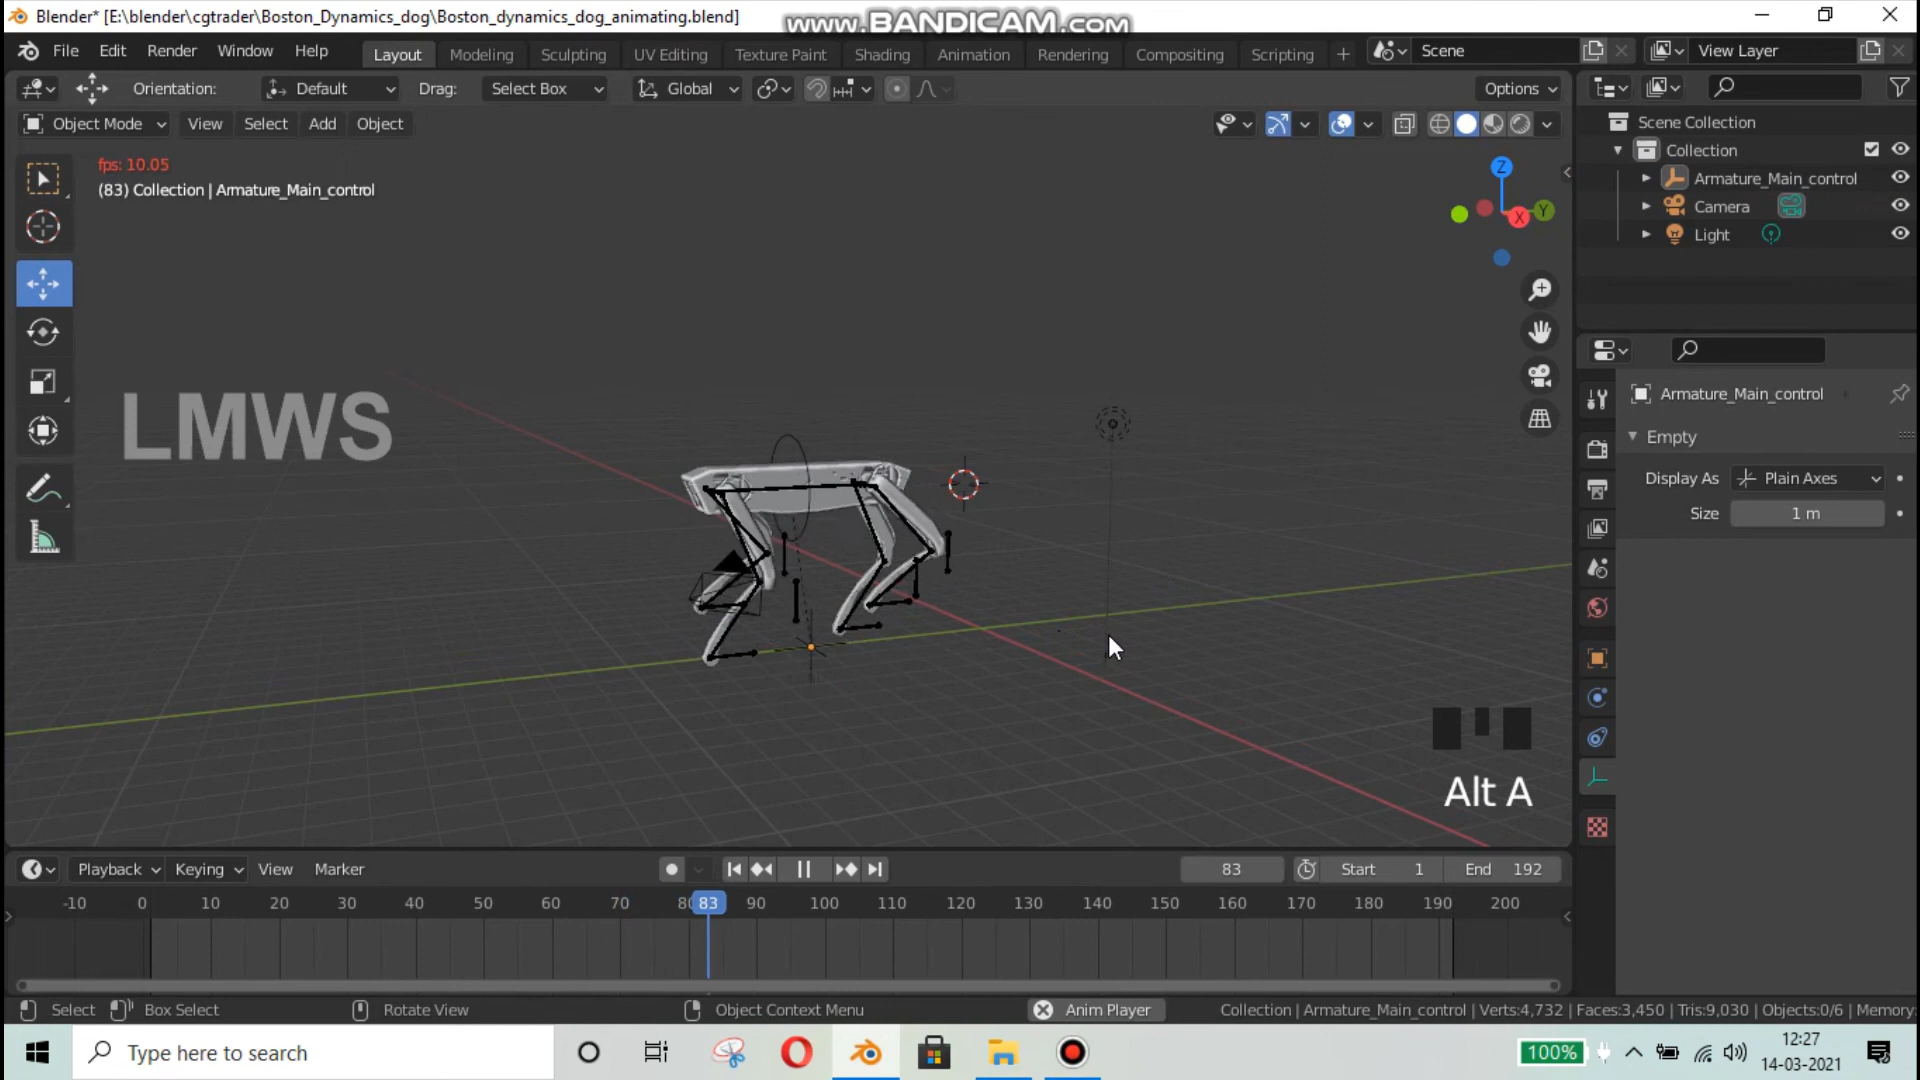 Blender* [E:\blender\cgtrader\Boston_Dynamics_dog\Boston_dynamics_dog_animating.blend]
www.BANDICAM.com
File Edit Render Window Help
Layout Modeling Sculpting UV Editing Texture Paint Shading Animation Rendering Compositing Scripting +
Scene
View Layer
Orientation: Default Drag: Select Box Global Options
Object Mode View Select Add Object
fps: 10.05
(83) Collection | Armature_Main_control
Z
Y
X
LMWS
Alt A
Scene Collection
Collection
Armature_Main_control
Camera
Light
Armature_Main_control
Empty
Display As Plain Axes
Size 1 m
Playback Keying View Marker 83 Start 1 End 192
-10 0 10 20 30 40 50 60 70 80 83 90 100 110 120 130 140 150 160 170 180 190 200
Select Box Select Rotate View Object Context Menu Anim Player Collection | Armature_Main_control | Verts:4,732 | Faces:3,450 | Tris:9,030 | Objects:0/6 | Memory:
Type here to search
100%
12:27
14-03-2021